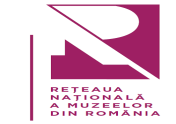 REȚEAUA
NAȚIONALĂ
A MUZEELOR
DIN ROMÂNIA